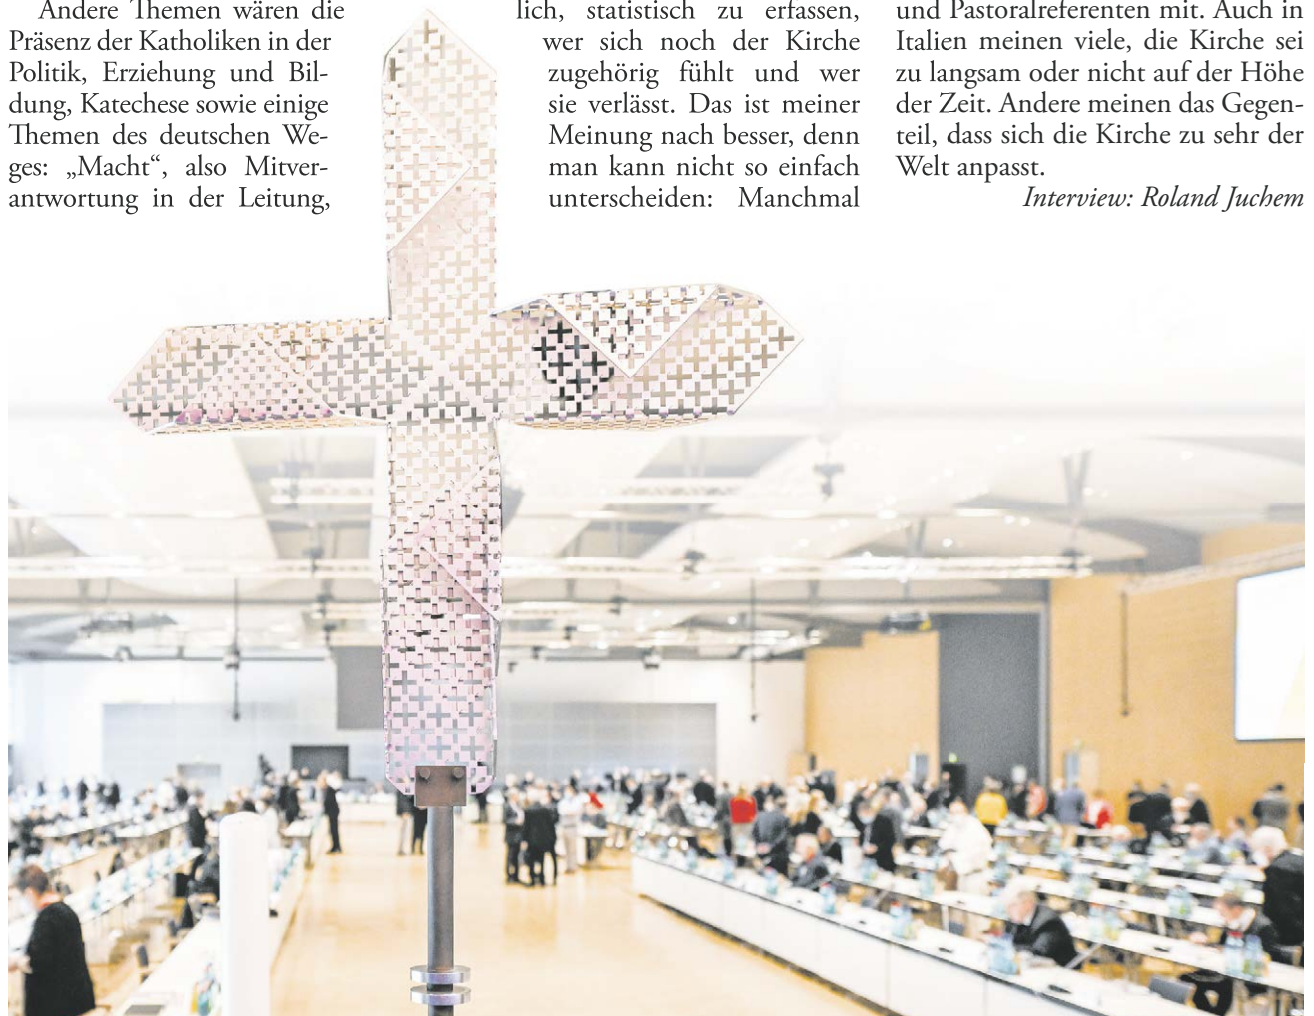 Andere Themen wären die
Präsenz der Katholiken in der
Politik, Erziehung und Bil-
dung, Katechese sowie einige
Themen des deutschen We-
ges: „Macht“, also Mitver-
antwortung in der Leitung,
lich, statistisch zu erfassen,
wer sich noch der Kirche
zugehörig fühlt und wer
sie verlässt. Das ist meiner
Meinung nach besser, denn
man kann nicht so einfach
unterscheiden: Manchmal
und Pastoralreferenten mit. Auch in
Italien meinen viele, die Kirche sei
zu langsam oder nicht auf der Höhe
der Zeit. Andere meinen das Gegen-
teil, dass sich die Kirche zu sehr der
Welt anpasst.
Interview: Roland Juchem